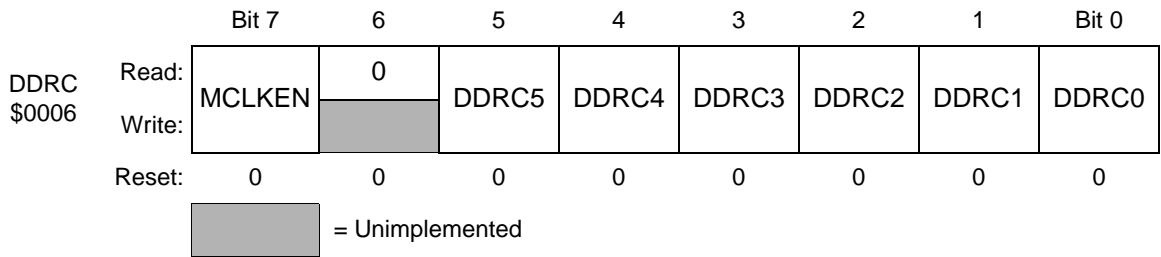 Bit 7 6 5 4 3 2 1 Bit 0
DDRC
$0006
Read: 0
MCLKEN DDRC5 DDRC4 DDRC3 DDRC2 DDRC1 DDRC0
Write:
Reset: 0 0 0 0 0 0 0 0
= Unimplemented